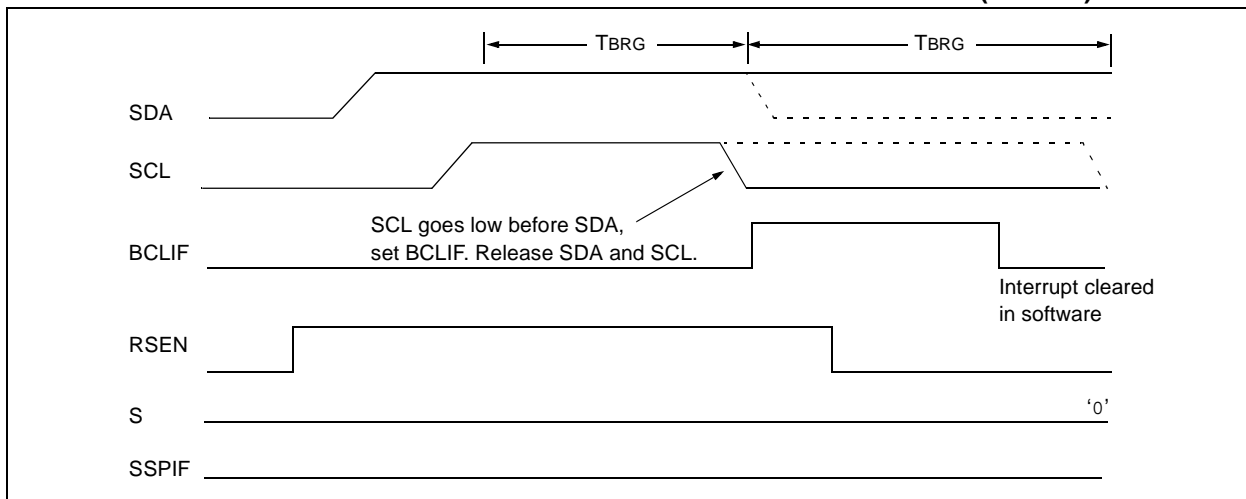 TBRG TBRG
SDA
SCL
SCL goes low before SDA,
set BCLIF. Release SDA and SCL.
BCLIF
Interrupt cleared
in software
RSEN
S ‘0’
SSPIF